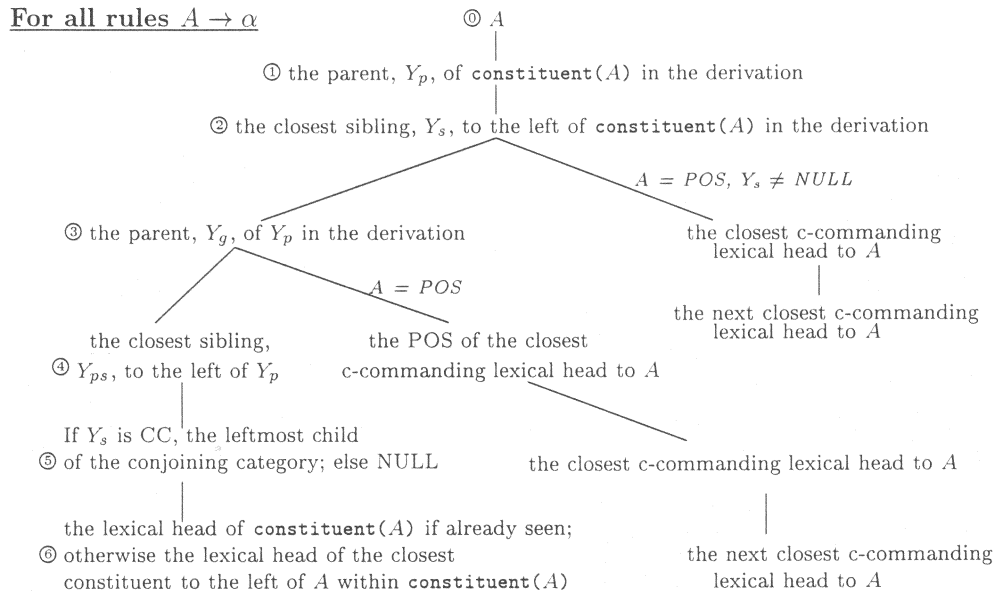 For all rules A → α
⓪ A
① the parent, Yp, of constituent(A) in the derivation
② the closest sibling, Ys, to the left of constituent(A) in the derivation
A = POS, Ys ≠ NULL
③ the parent, Yg, of Yp in the derivation
the closest c-commanding
lexical head to A
A = POS
the next closest c-commanding
lexical head to A
the closest sibling,
④ Yps, to the left of Yp
the POS of the closest
c-commanding lexical head to A
If Ys is CC, the leftmost child
⑤ of the conjoining category; else NULL
the closest c-commanding lexical head to A
the lexical head of constituent(A) if already seen;
⑥ otherwise the lexical head of the closest
constituent to the left of A within constituent(A)
the next closest c-commanding
lexical head to A